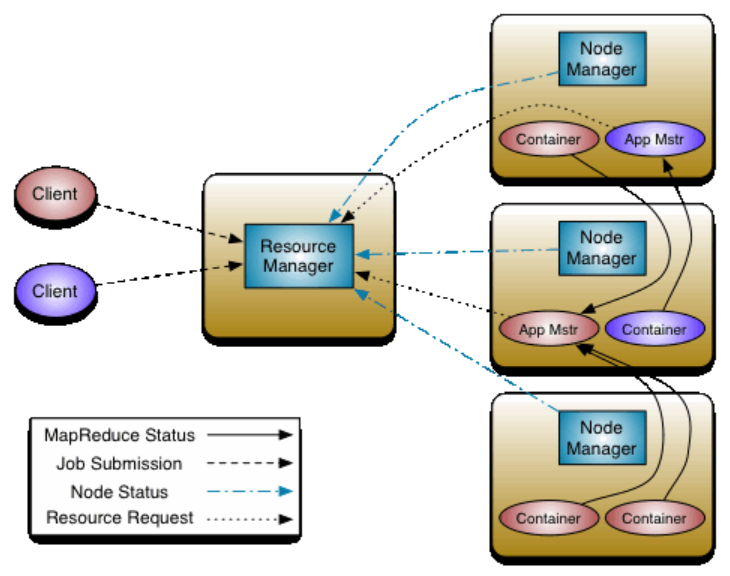 Node
Manager
Container
App Mstr
Client
Resource
Manager
Client
Node
Manager
App Mstr
Container
Node
Manager
Container
Container
MapReduce Status
Job Submission
Node Status
Resource Request